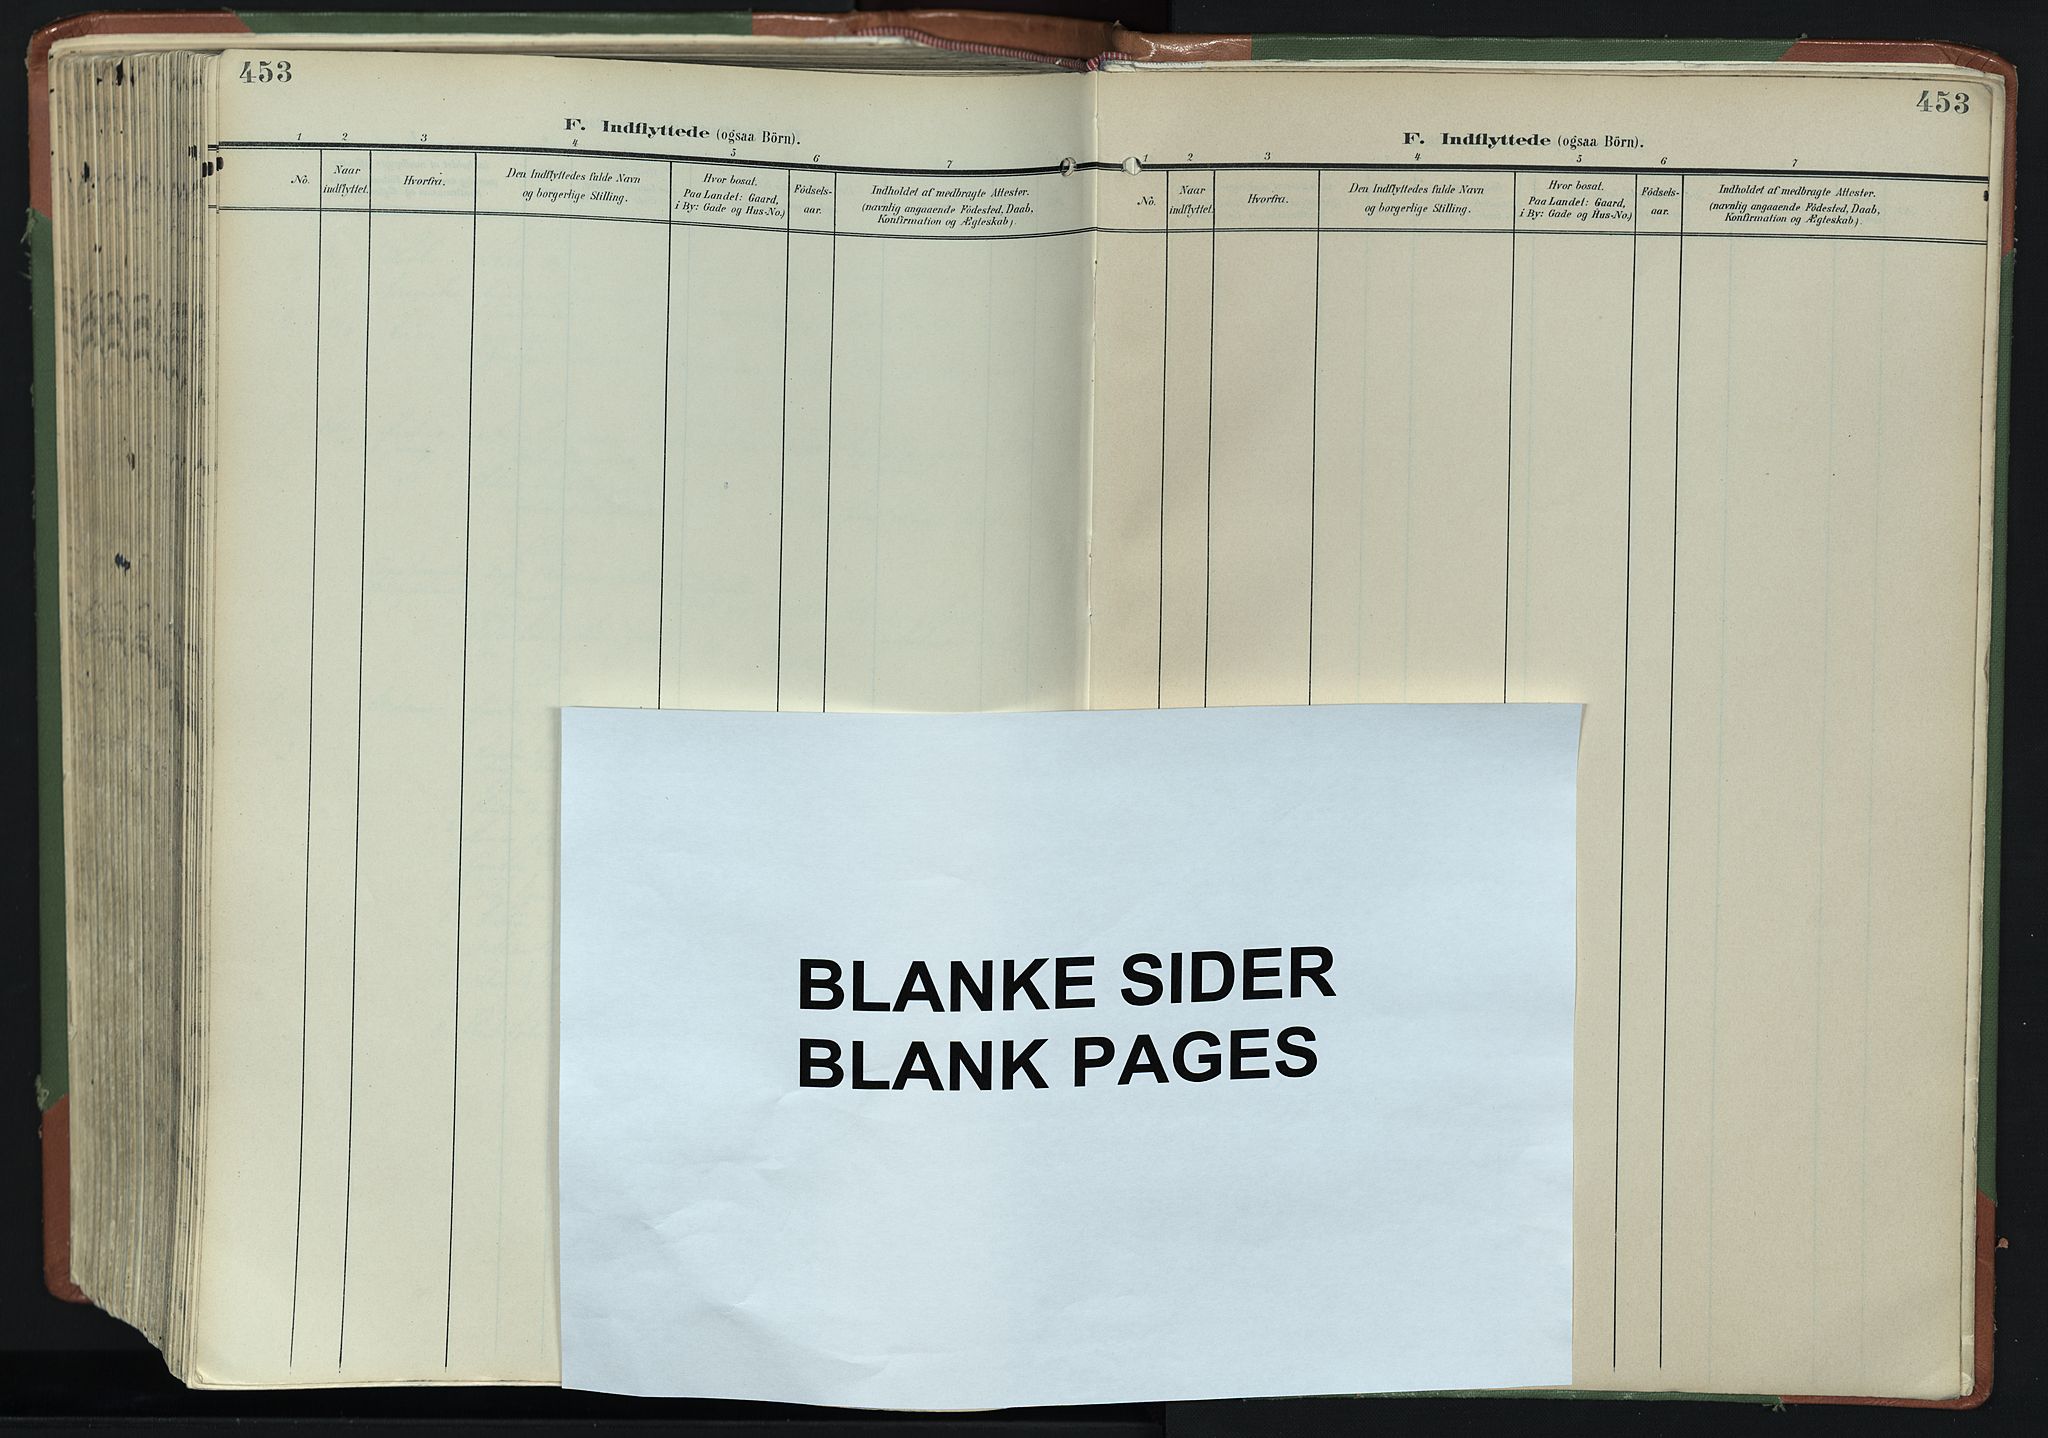 453
F. Indflyttede (ogsaa Börn).
1 2 3 4 5 6 7
No.
Naar
indflyttet.
Hvorfra.
Den Indflyttedes fulde Navn
og borgerlige Stilling.
Hvor bosat.
Paa Landet: Gaard,
i By: Gade og Hus-No.)
Födsels-
aar.
Indholdet af medbragte Attester.
(navnlig angaaende Födested, Daab,
Konfirmation og Ægteskab).
453
F. Indflyttede (ogsaa Börn).
1 2 3 4 5 6 7
No.
Naar
indflyttet.
Hvorfra.
Den Indflyttedes fulde Navn
og borgerlige Stilling.
Hvor bosat.
Paa Landet: Gaard,
i By: Gade og Hus-No.)
Födsels-
aar.
Indholdet af medbragte Attester.
(navnlig angaaende Födested, Daab,
Konfirmation og Ægteskab).
BLANKE SIDER
BLANK PAGES